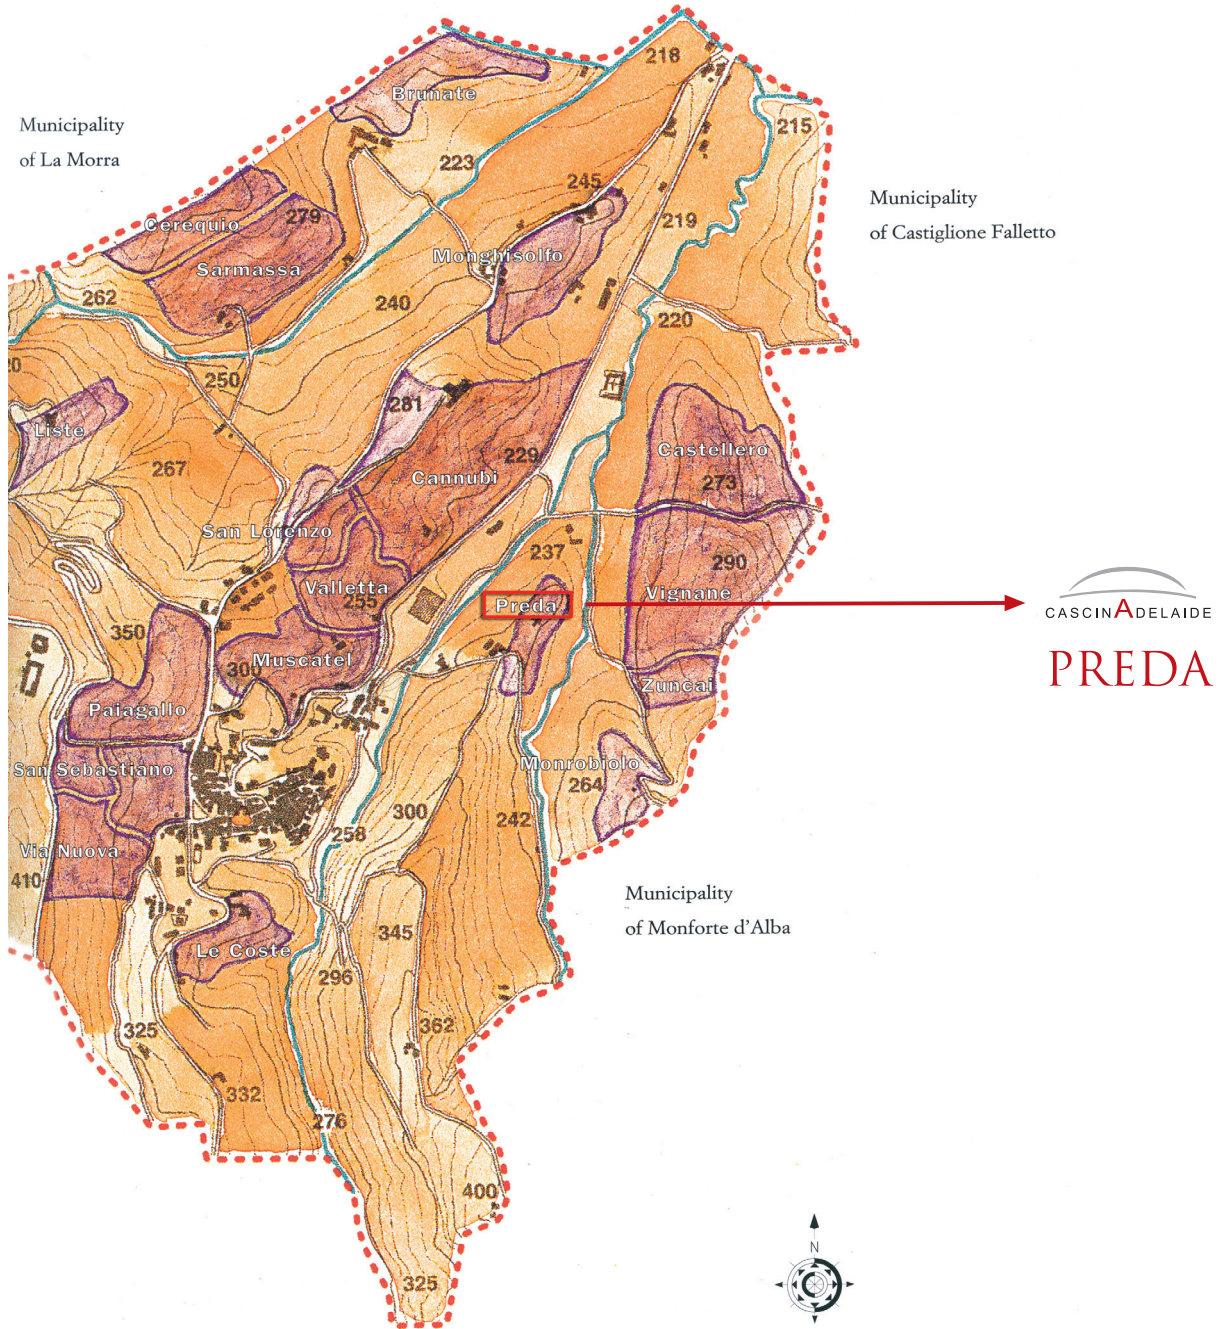 218
Brunate
Municipality
of La Morra
215
223
245
Municipality
of Castiglione Falletto
Cerequio
279
219
Sarmassa
Monghisolfo
262
240
220
20
250
281
Liste
267
229
Cannubi
Castellero
273
San Lorenzo
237
290
Valletta
255
Preda
Vignane
CASCINADELAIDE
PREDA
350
300
Muscatel
Zuncai
Paiagallo
San Sebastiano
Monrobiolo
264
300
242
258
Via Nuova
410
Municipality
of Monforte d'Alba
345
Le Coste
296
325
362
332
276
400
N
325